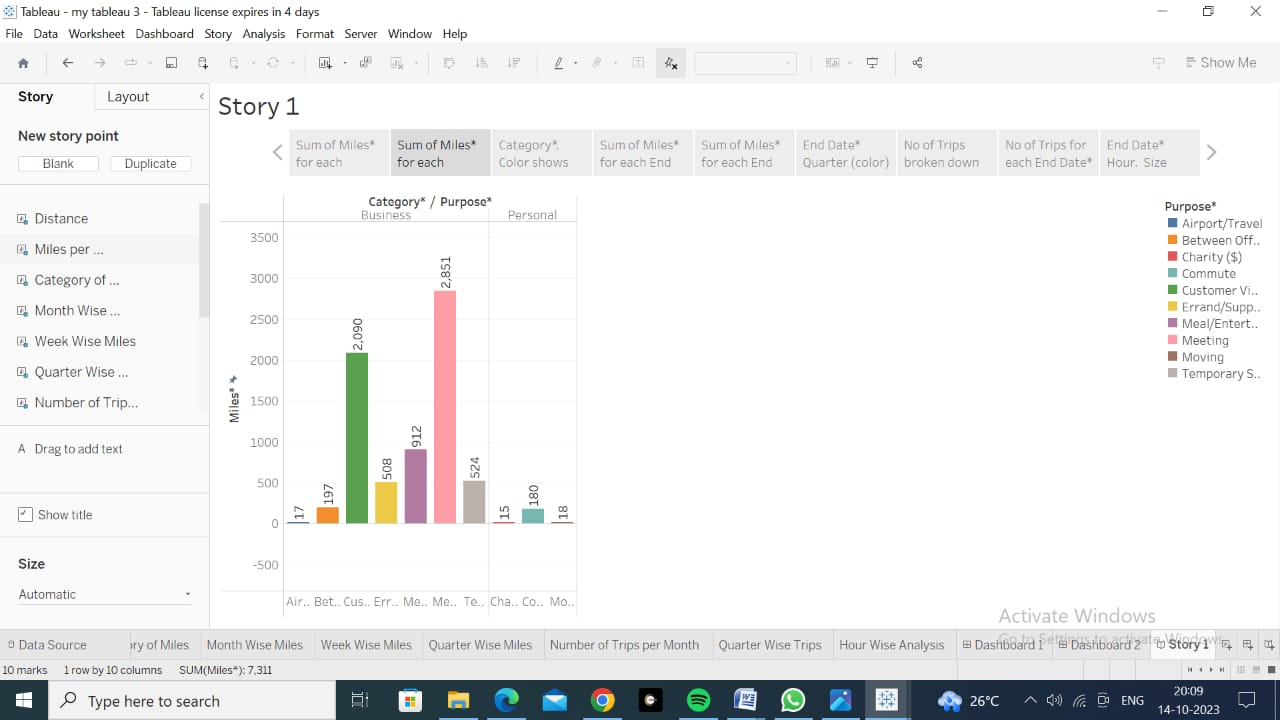 Tableau - my tableau 3 - Tableau license expires in 4 days
File Data Worksheet Dashboard Story Analysis Format Server Window Help
Show Me
Story Layout
New story point
Blank Duplicate
Distance
Miles per ...
Category of ...
Month Wise ...
Week Wise Miles
Quarter Wise ...
Number of Trip...
A Drag to add text
Show title
Size
Automatic
Story 1
Sum of Miles* for each
Sum of Miles* for each
Category*. Color shows
Sum of Miles* for each End
Sum of Miles* for each End
End Date* Quarter (color)
No of Trips broken down
No of Trips for each End Date*
End Date* Hour. Size
Category* / Purpose*
Business Personal
Miles*
3500
3000
2500
2000
1500
1000
500
0
-500
17 197 2,090 508 912 2,851 524 15 180 18
Air.. Bet.. Cus.. Err.. Me.. Me.. Te.. Cha.. Co.. Mo..
Purpose*
Airport/Travel
Between Off..
Charity ($)
Commute
Customer Vi..
Errand/Supp..
Meal/Entert..
Meeting
Moving
Temporary S..
Activate Windows
Go to Settings to activate Windows.
Data Source ory of Miles Month Wise Miles Week Wise Miles Quarter Wise Miles Number of Trips per Month Quarter Wise Trips Hour Wise Analysis Dashboard 1 Dashboard 2 Story 1
10 marks 1 row by 10 columns SUM(Miles*): 7,311
Type here to search
26°C
ENG
20:09
14-10-2023